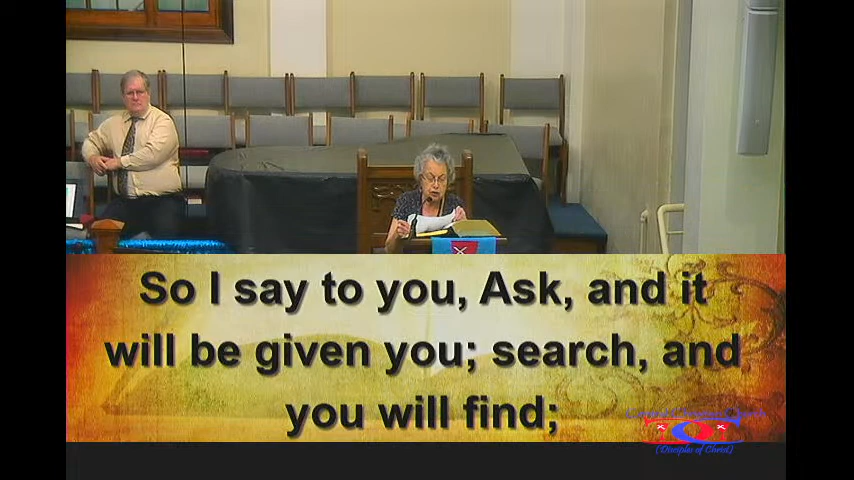 So I say to you, Ask, and it
will be given you; search, and
you will find;
(Disciples of Christ)